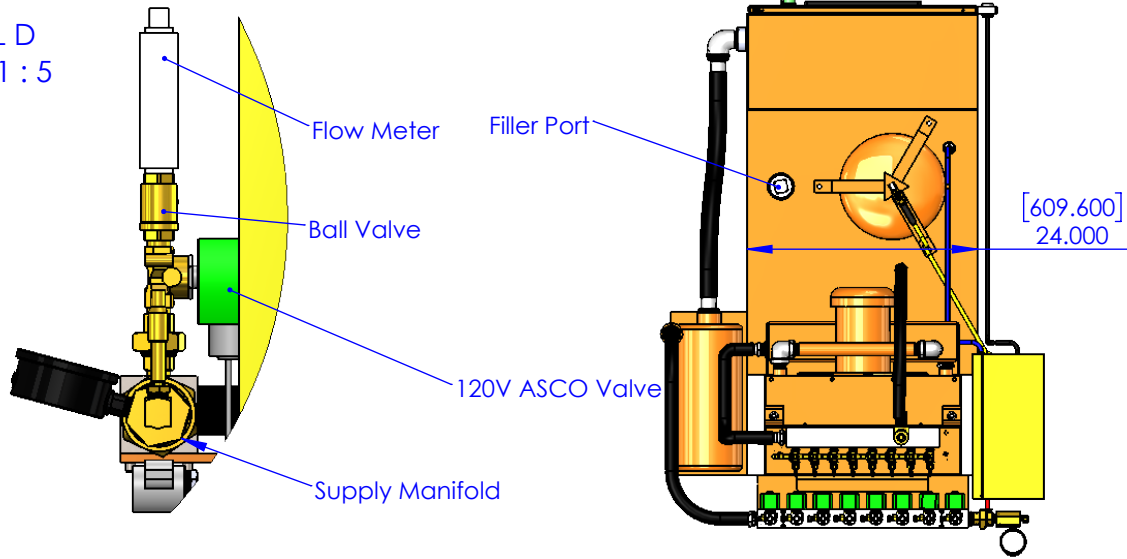 L D
1 : 5
Flow Meter
Filler Port
Ball Valve
[609.600]
24.000
120V ASCO Valve
Supply Manifold